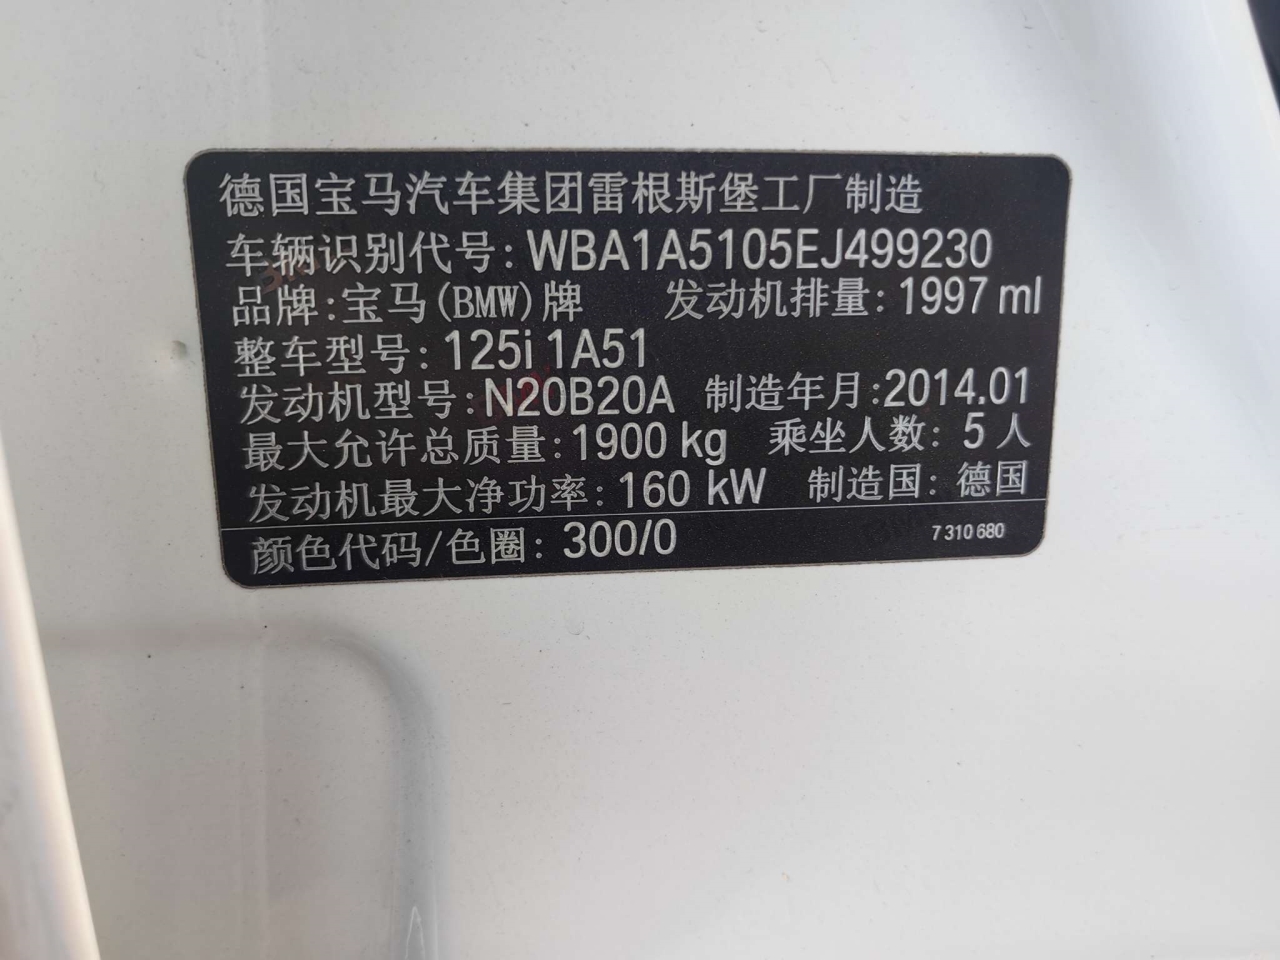 德国宝马汽车集团雷根斯堡工厂制造
车辆识别代号: WBA1A5105EJ499230
品牌:宝马(BMW)牌 发动机排量: 1997 ml
整车型号: 125i 1A51
发动机型号: N20B20A 制造年月:2014.01
最大允许总质量: 1900 kg 乘坐人数: 5 人
发动机最大净功率: 160 kW 制造国: 德国
颜色代码/色圈: 300/0 7 310 680